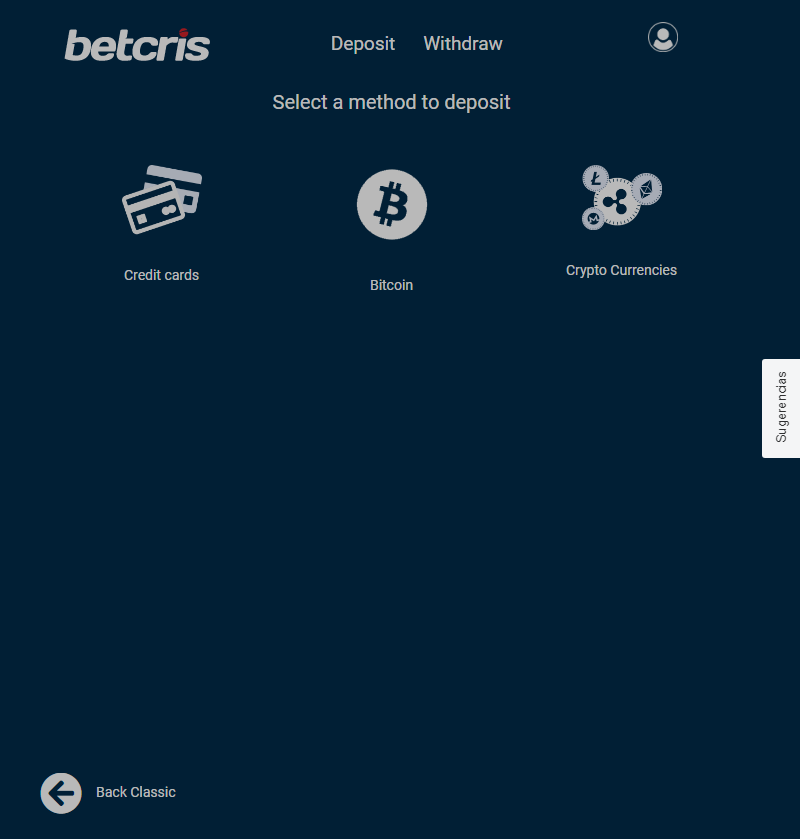 betcris
Deposit
Withdraw
Select a method to deposit
Credit cards
Bitcoin
Crypto Currencies
Sugerencias
Back Classic